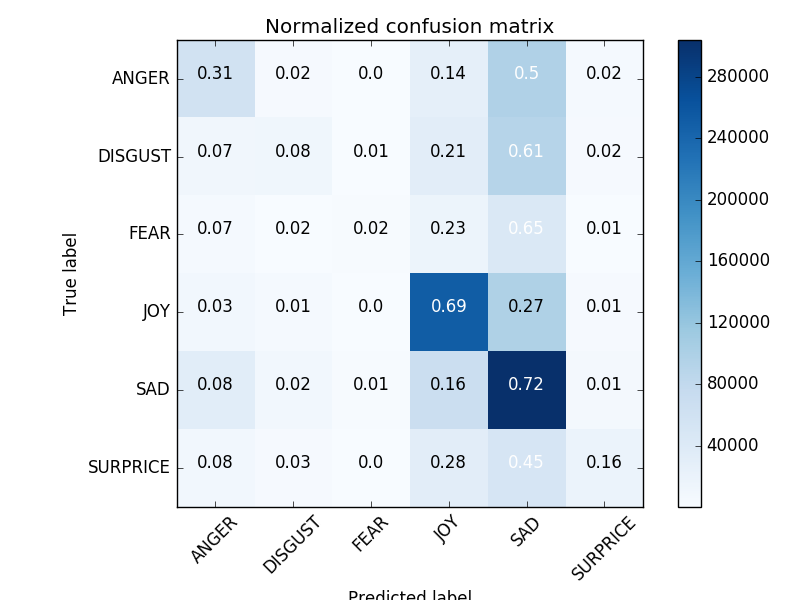 Normalized confusion matrix
ANGER 0.31 0.02 0.0 0.14 0.5 0.02
DISGUST 0.07 0.08 0.01 0.21 0.61 0.02
FEAR 0.07 0.02 0.02 0.23 0.65 0.01
JOY 0.03 0.01 0.0 0.69 0.27 0.01
SAD 0.08 0.02 0.01 0.16 0.72 0.01
SURPRICE 0.08 0.03 0.0 0.28 0.45 0.16
True label
ANGER DISGUST FEAR JOY SAD SURPRICE
Predicted label
280000
240000
200000
160000
120000
80000
40000